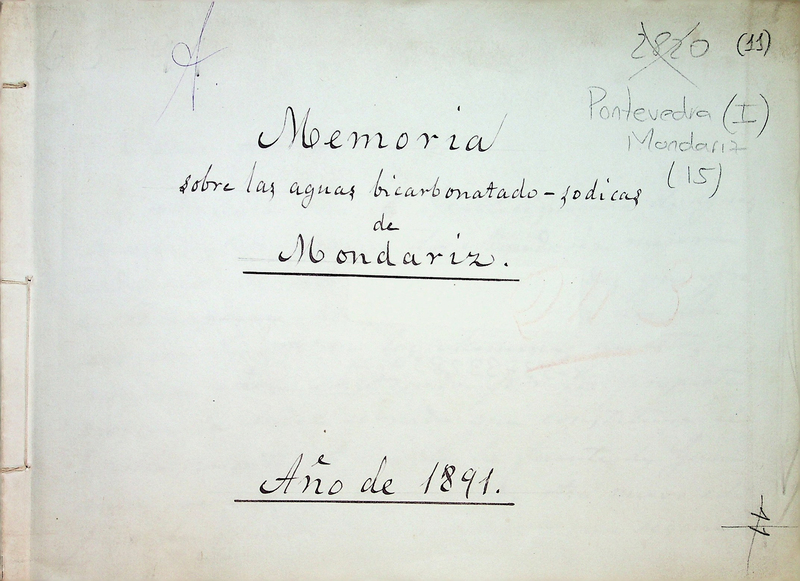 2820 (11)
Pontevedra (I)
Mondariz
(15)
Memoria
sobre las aguas bicarbonatado-sodicas
de
Mondariz.
Año de 1891.